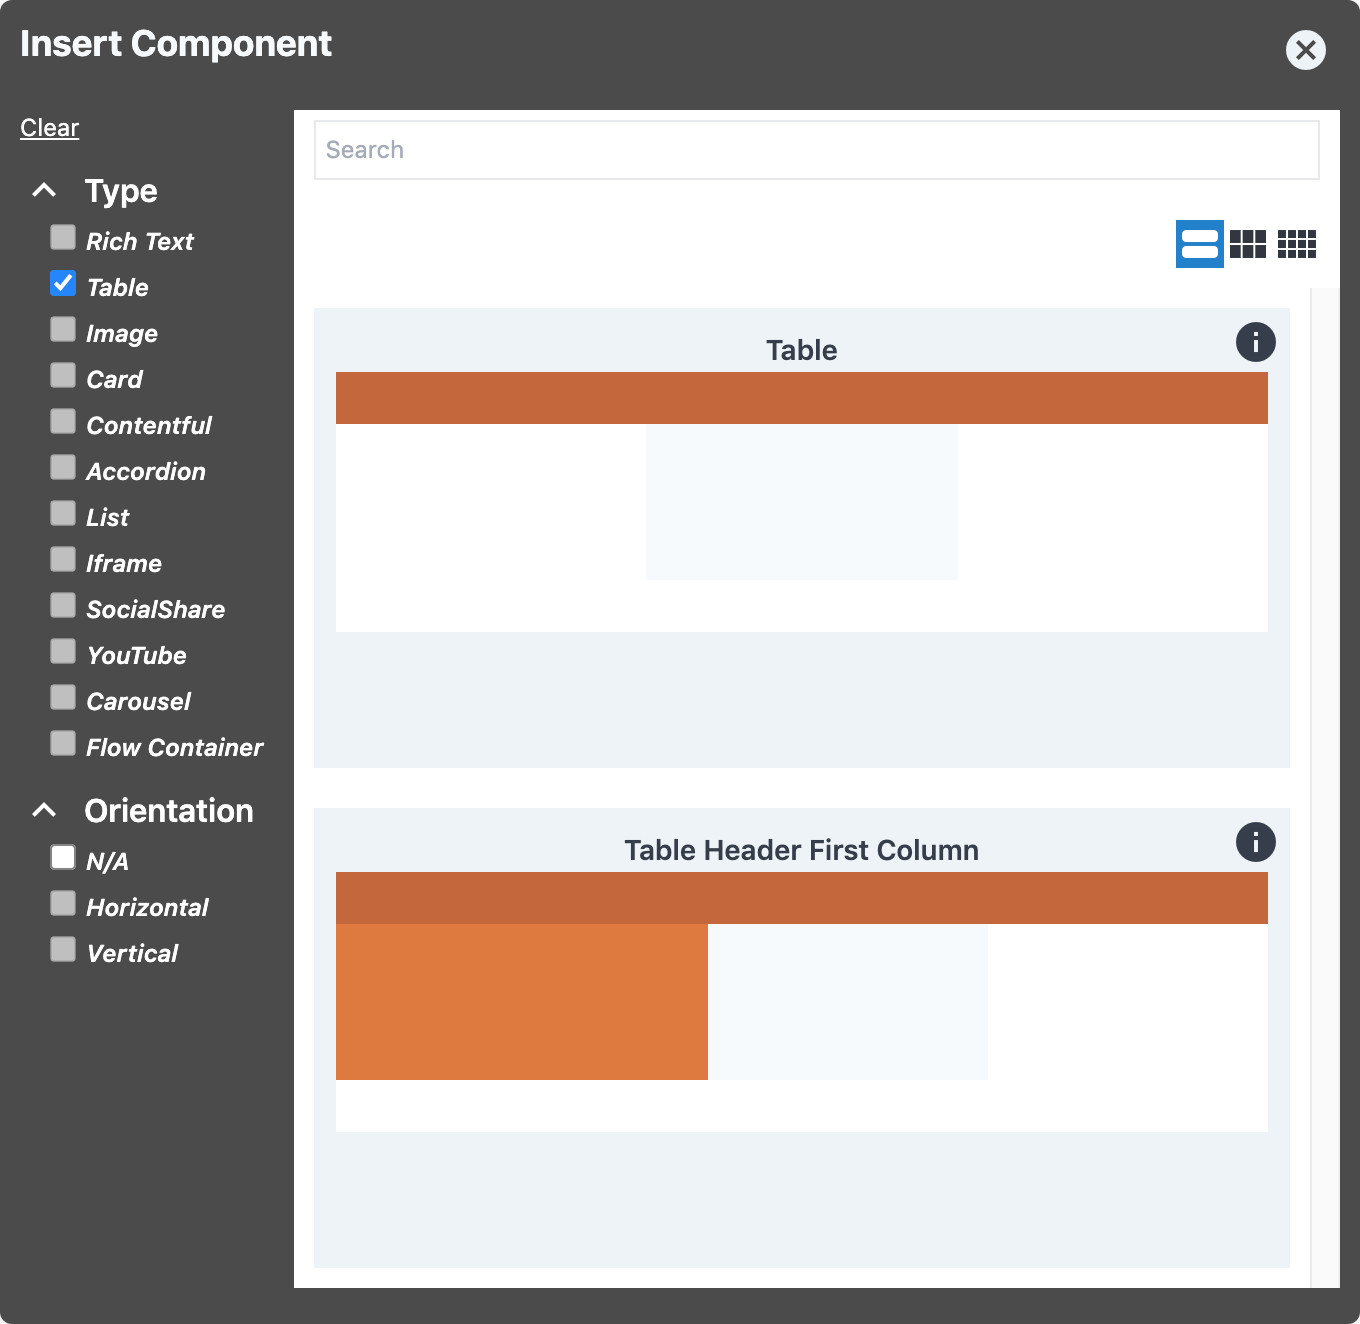 Insert Component
Clear
Search
Type
Rich Text
Table
Image
Card
Contentful
Accordion
List
Iframe
SocialShare
YouTube
Carousel
Flow Container
Orientation
N/A
Horizontal
Vertical
Table
i
Table Header First Column
i